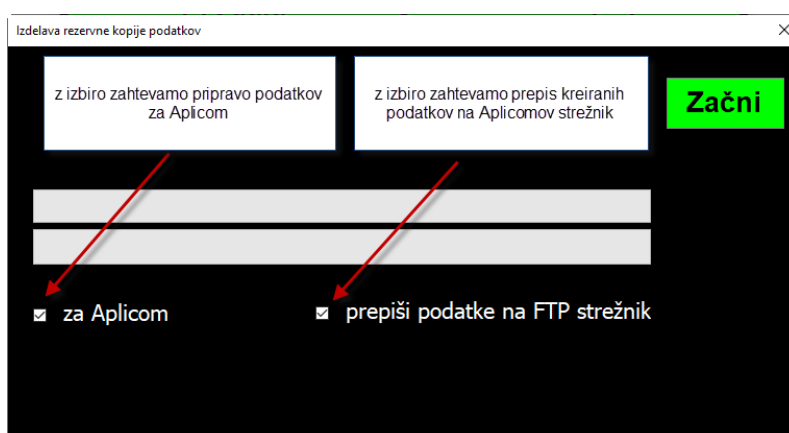 Izdelava rezervne kopije podatkov
z izbiro zahtevamo pripravo podatkov
za Aplicom
z izbiro zahtevamo prepis kreiranih
podatkov na Aplicomov strežnik
Začni
za Aplicom
prepiši podatke na FTP strežnik